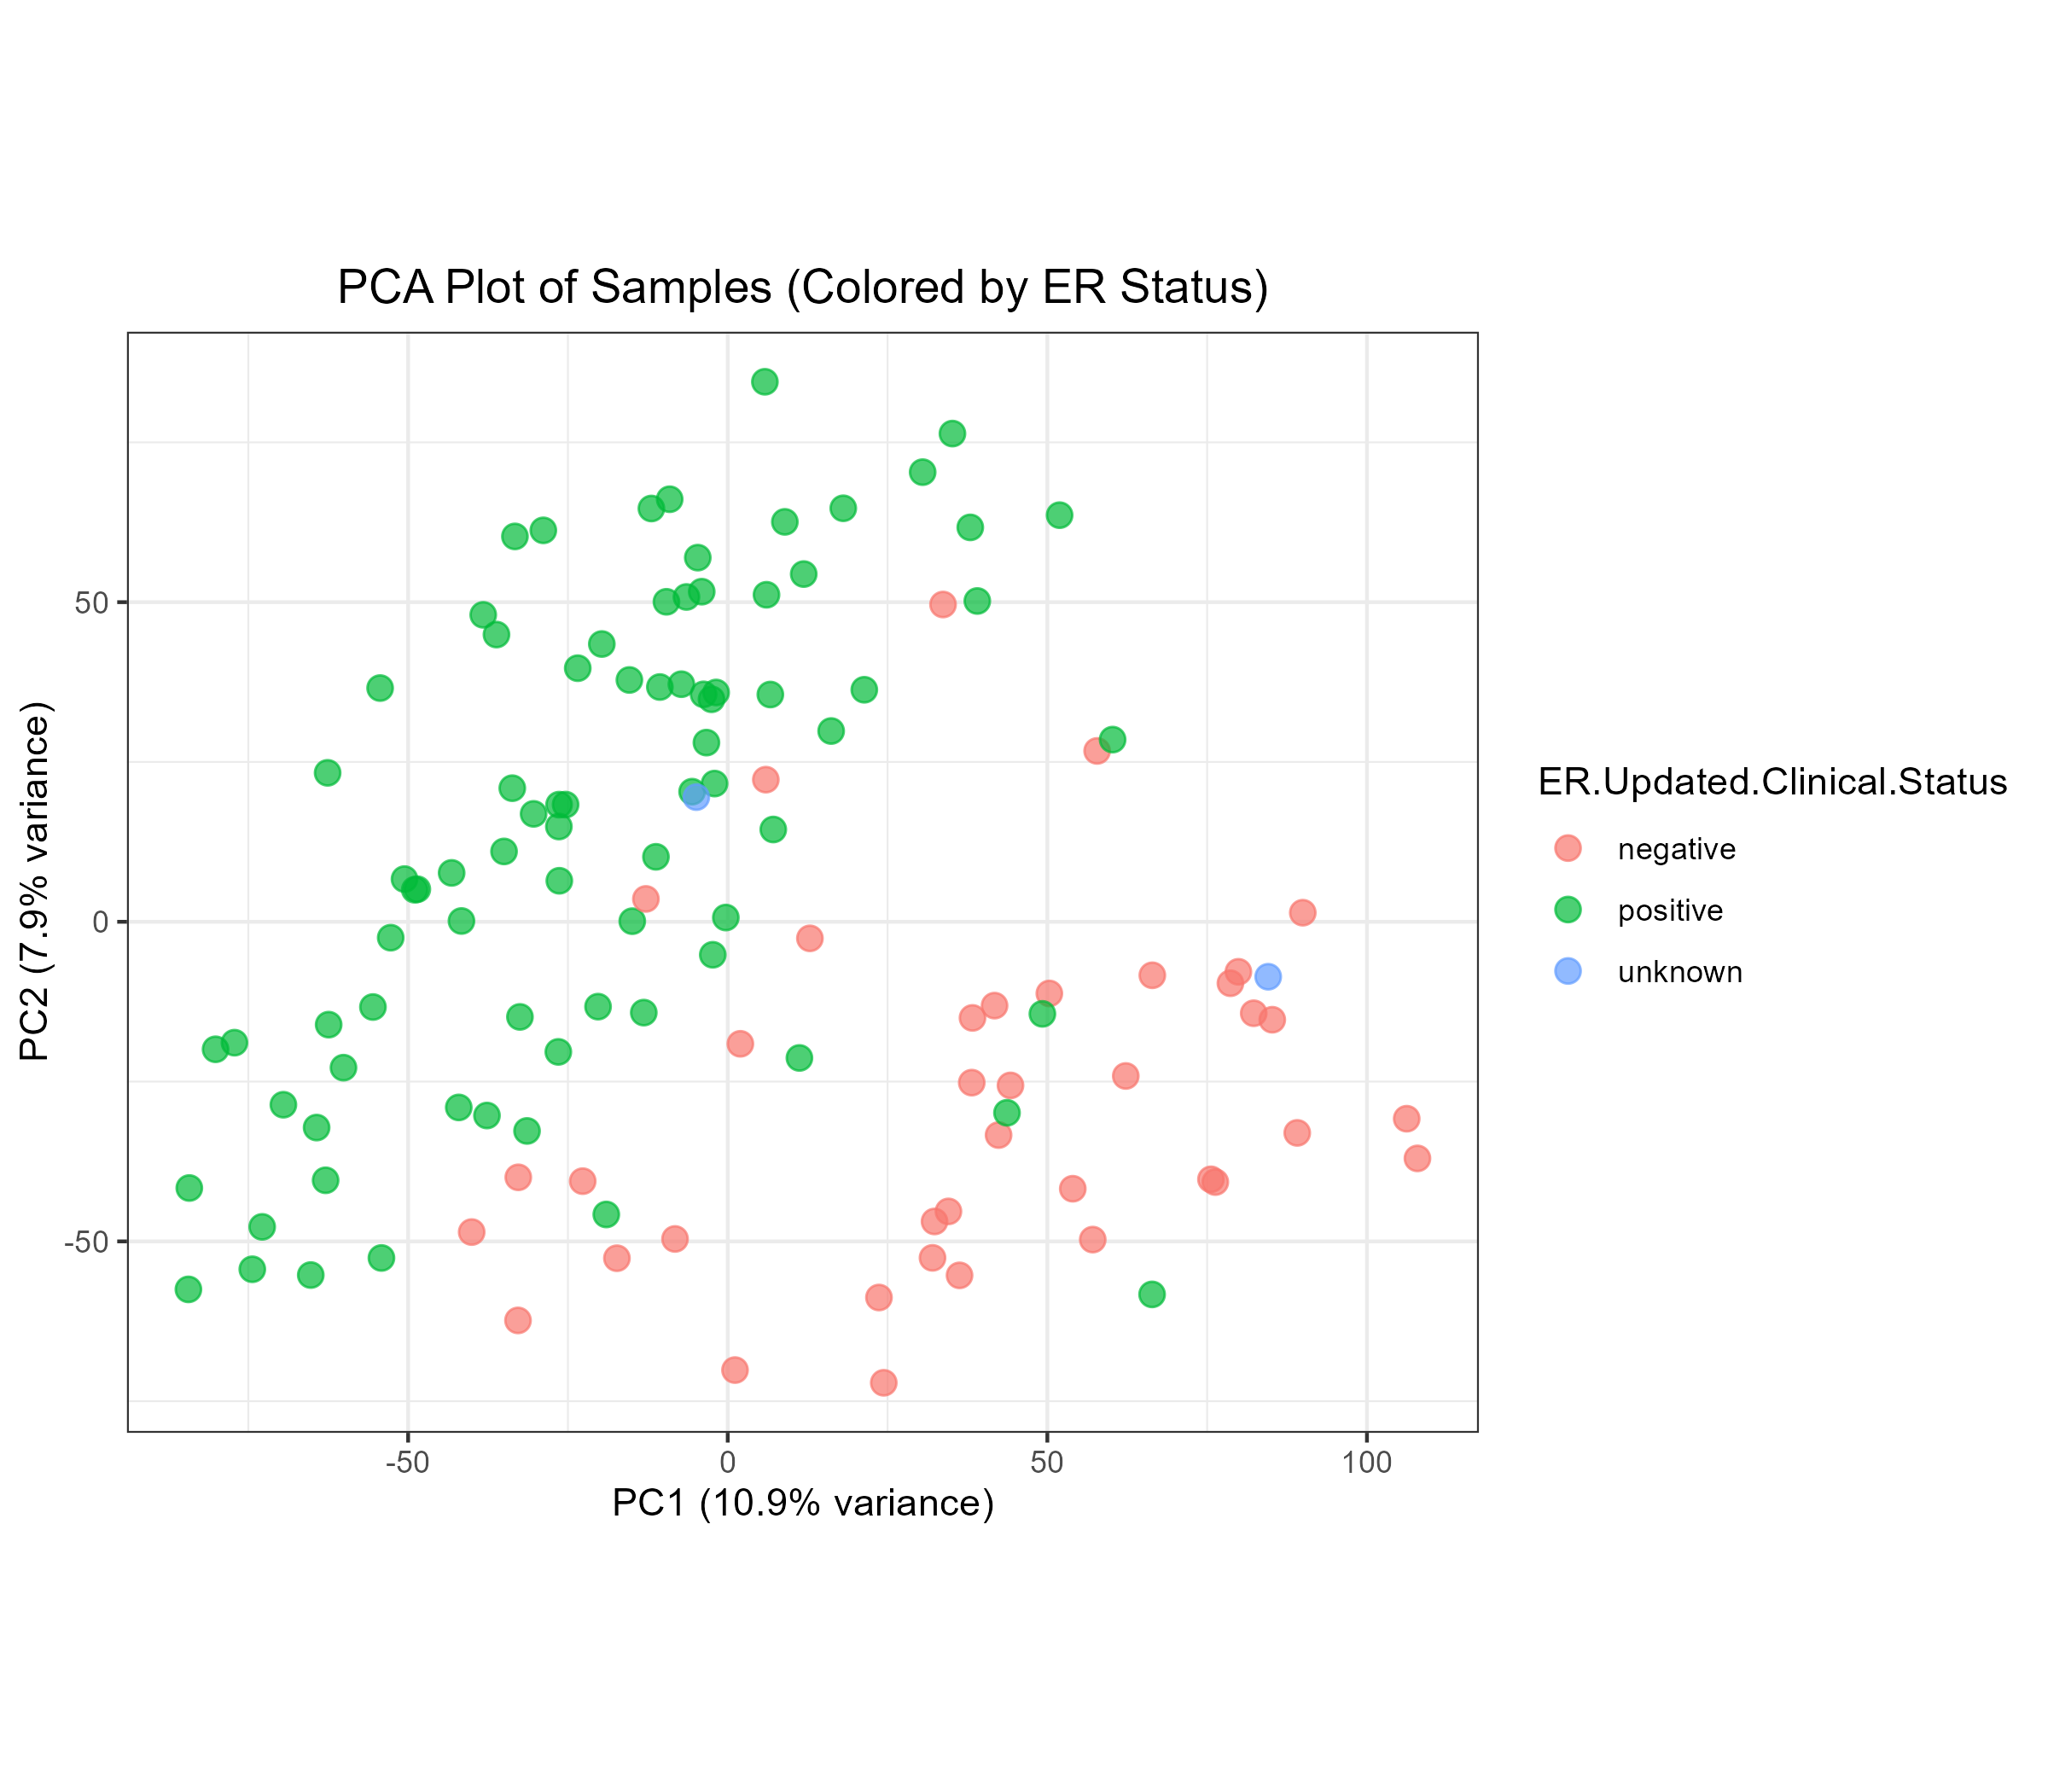 PCA Plot of Samples (Colored by ER Status)
PC2 (7.9% variance)
50
0
-50
-50
0
50
100
PC1 (10.9% variance)
ER.Updated.Clinical.Status
negative
positive
unknown